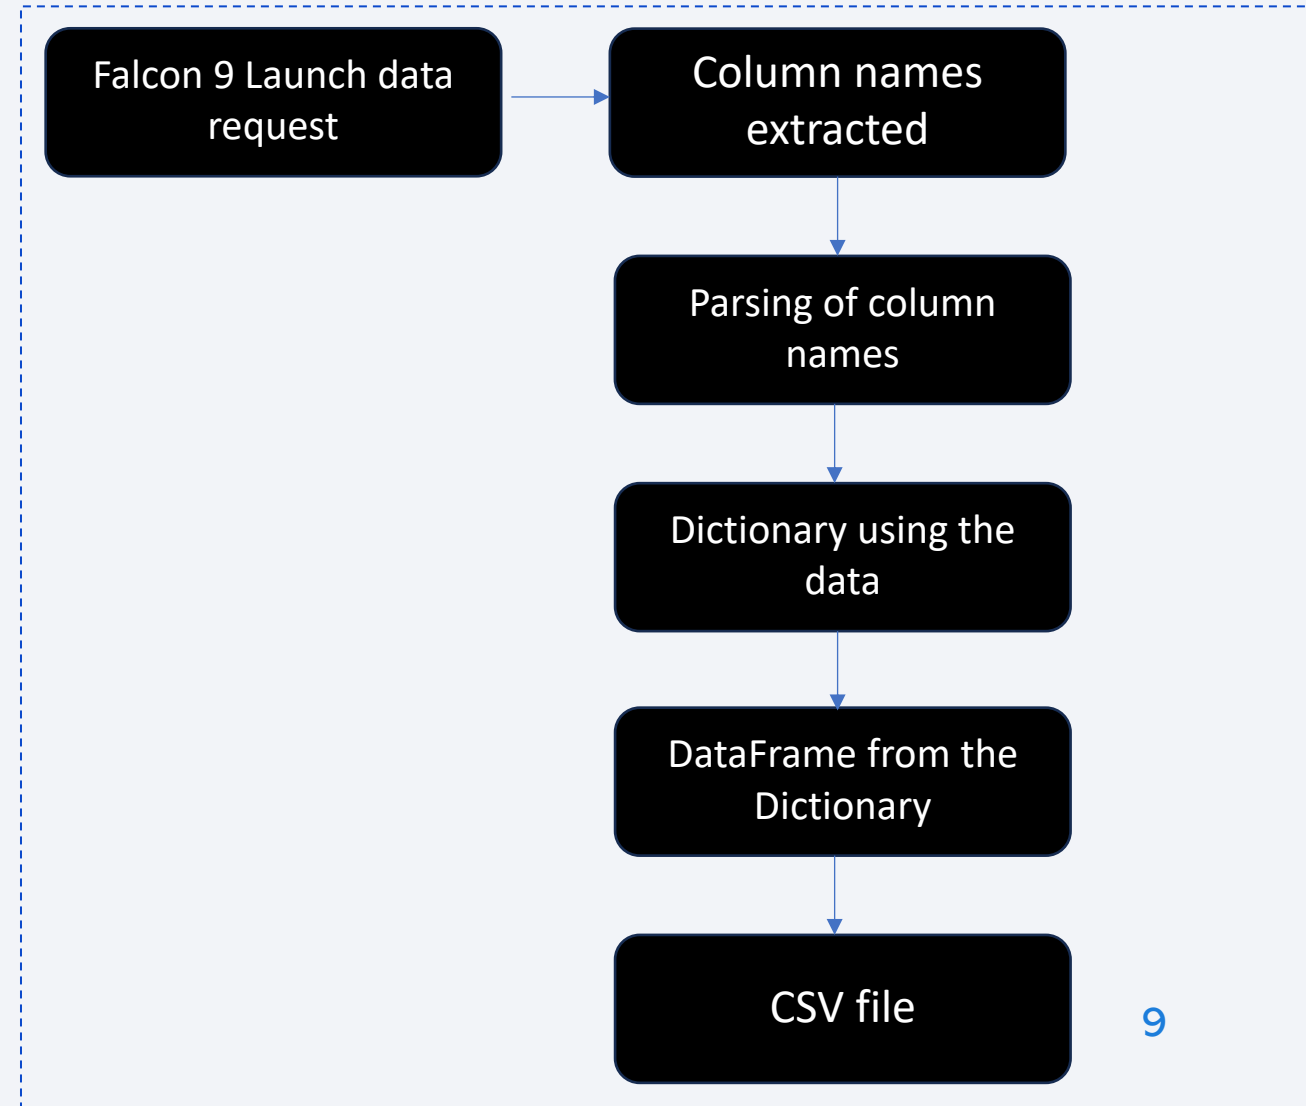 Falcon 9 Launch data
request
Column names
extracted
Parsing of column
names
Dictionary using the
data
DataFrame from the
Dictionary
CSV file
9